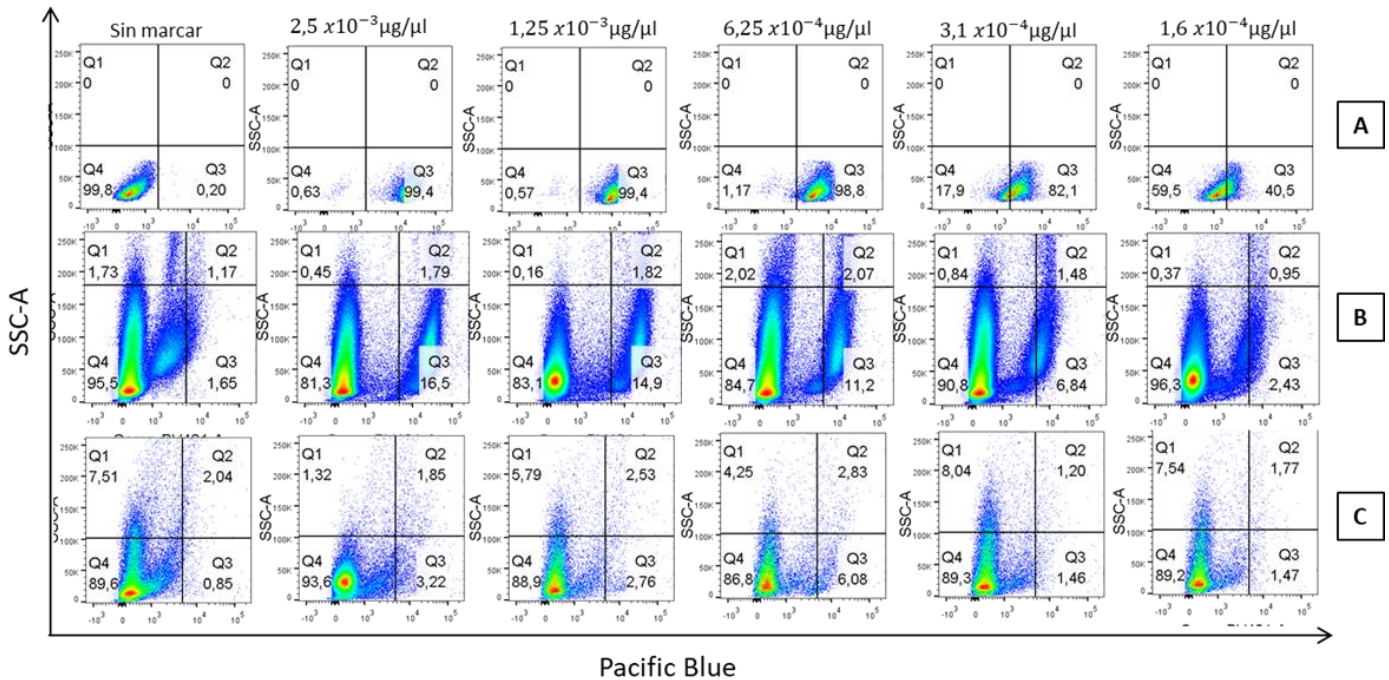 Sin marcar
2,5 x10⁻³µg/µl
1,25 x10⁻³µg/µl
6,25 x10⁻⁴µg/µl
3,1 x10⁻⁴µg/µl
1,6 x10⁻⁴µg/µl
Q1 Q2
0 0
Q4 Q3
99,8 0,20
Q1 Q2
0 0
Q4 Q3
0,63 99,4
Q1 Q2
0 0
Q4 Q3
0,57 99,4
Q1 Q2
0 0
Q4 Q3
1,17 98,8
Q1 Q2
0 0
Q4 Q3
17,9 82,1
Q1 Q2
0 0
Q4 Q3
59,5 40,5
A
Q1 Q2
1,73 1,17
Q4 Q3
95,5 1,65
Q1 Q2
0,45 1,79
Q4 Q3
81,3 16,5
Q1 Q2
0,16 1,82
Q4 Q3
83,1 14,9
Q1 Q2
2,02 2,07
Q4 Q3
84,7 11,2
Q1 Q2
0,84 1,48
Q4 Q3
90,8 6,84
Q1 Q2
0,37 0,95
Q4 Q3
96,3 2,43
B
Q1 Q2
7,51 2,04
Q4 Q3
89,6 0,85
Q1 Q2
1,32 1,85
Q4 Q3
93,6 3,22
Q1 Q2
5,79 2,53
Q4 Q3
88,9 2,76
Q1 Q2
4,25 2,83
Q4 Q3
86,8 6,08
Q1 Q2
8,04 1,20
Q4 Q3
89,3 1,46
Q1 Q2
7,54 1,77
Q4 Q3
89,2 1,47
C
SSC-A
Pacific Blue